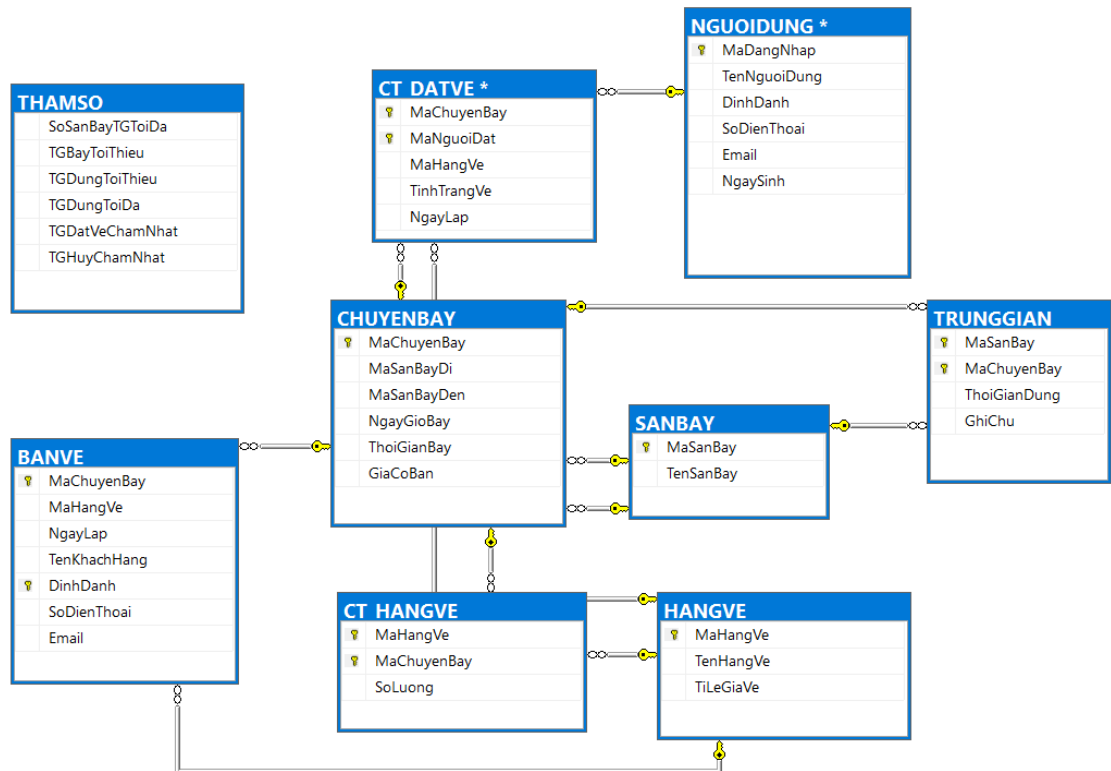 NGUOIDUNG *
MaDangNhap
TenNguoiDung
DinhDanh
SoDienThoai
Email
NgaySinh
CT_DATVE *
MaChuyenBay
MaNguoiDat
MaHangVe
TinhTrangVe
NgayLap
THAMSO
SoSanBayTGToiDa
TGBayToiThieu
TGDungToiThieu
TGDungToiDa
TGDatVeChamNhat
TGHuyChamNhat
CHUYENBAY
MaChuyenBay
MaSanBayDi
MaSanBayDen
NgayGioBay
ThoiGianBay
GiaCoBan
TRUNGGIAN
MaSanBay
MaChuyenBay
ThoiGianDung
GhiChu
SANBAY
MaSanBay
TenSanBay
BANVE
MaChuyenBay
MaHangVe
NgayLap
TenKhachHang
DinhDanh
SoDienThoai
Email
CT_HANGVE
MaHangVe
MaChuyenBay
SoLuong
HANGVE
MaHangVe
TenHangVe
TiLeGiaVe